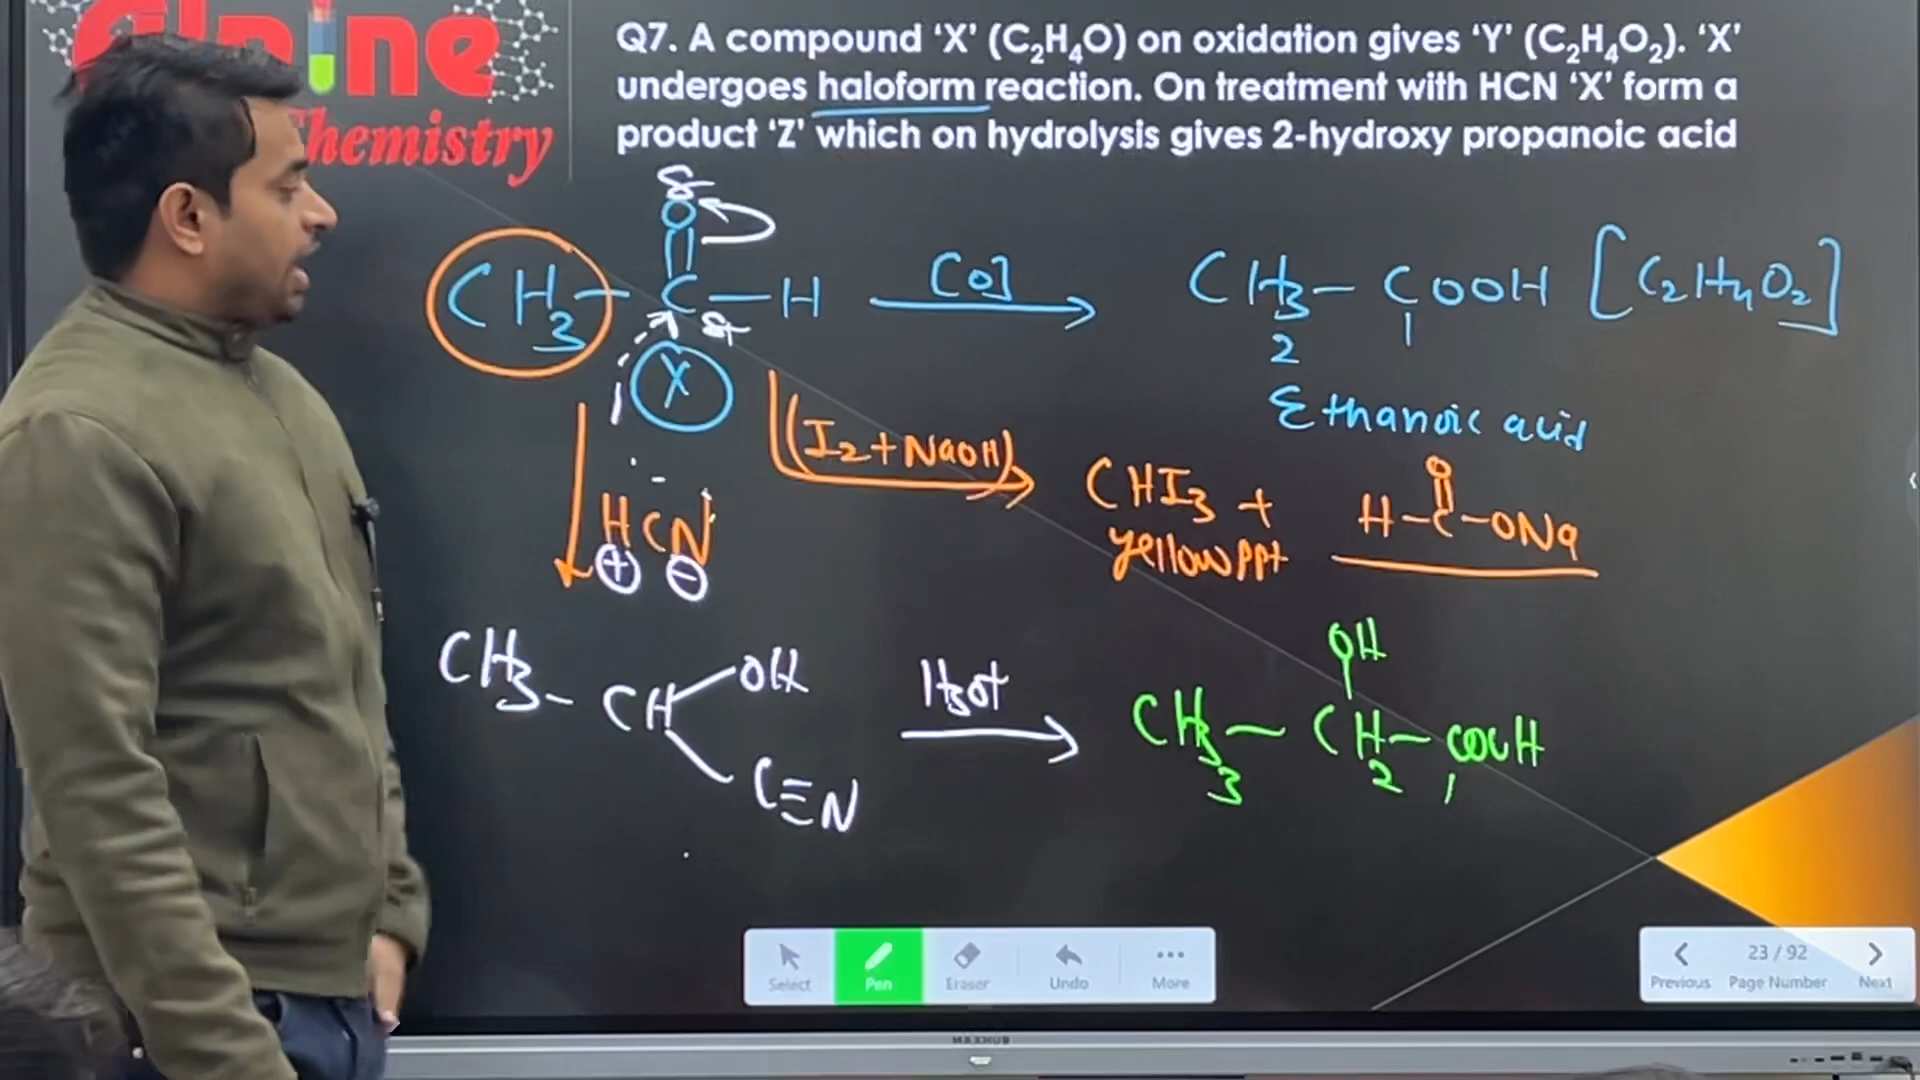 Alpine
Chemistry
Q7. A compound ‘X’ (C₂H₄O) on oxidation gives ‘Y’ (C₂H₄O₂). ‘X’
undergoes haloform reaction. On treatment with HCN ‘X’ form a
product ‘Z’ which on hydrolysis gives 2-hydroxy propanoic acid
δ-
O
CH₃ — C — H [O] CH₃ — COOH [C₂H₄O₂]
δ+
2 1
X
Ethanoic acid
(I₂+NaOH)
CHI₃ + H-C-ONa
O
yellow ppt
HCN
+ -
OH
CH₃ - CH OH H₃O+ CH₃ — CH — COOH
3 2 1
C≡N
Select Pen Eraser Undo More
23 / 92
Previous Page Number Next
MAXHUB